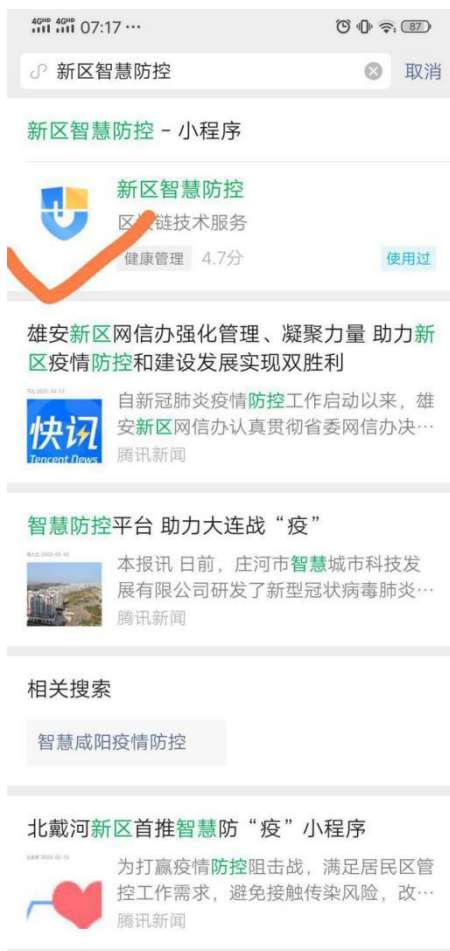 4GHD 4GHD 07:17 ··· 87
新区智慧防控 取消
新区智慧防控 - 小程序
新区智慧防控
区块链技术服务
健康管理 4.7分 使用过
雄安新区网信办强化管理、凝聚力量 助力新
区疫情防控和建设发展实现双胜利
自新冠肺炎疫情防控工作启动以来，雄
安新区网信办认真贯彻省委网信办决…
快讯
Tencent News
腾讯新闻
智慧防控平台 助力大连战“疫”
本报讯 日前，庄河市智慧城市科技发
展有限公司研发了新型冠状病毒肺炎…
腾讯新闻
相关搜索
智慧咸阳疫情防控
北戴河新区首推智慧防“疫”小程序
为打赢疫情防控阻击战，满足居民区管
控工作需求，避免接触传染风险，改…
腾讯新闻